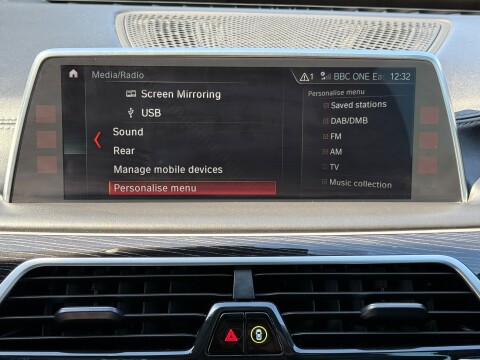 Media/Radio
1 BBC ONE Ea 12:32
Screen Mirroring
USB
Sound
Rear
Manage mobile devices
Personalise menu
Personalise menu
Saved stations
DAB/DMB
FM
AM
TV
Music collection